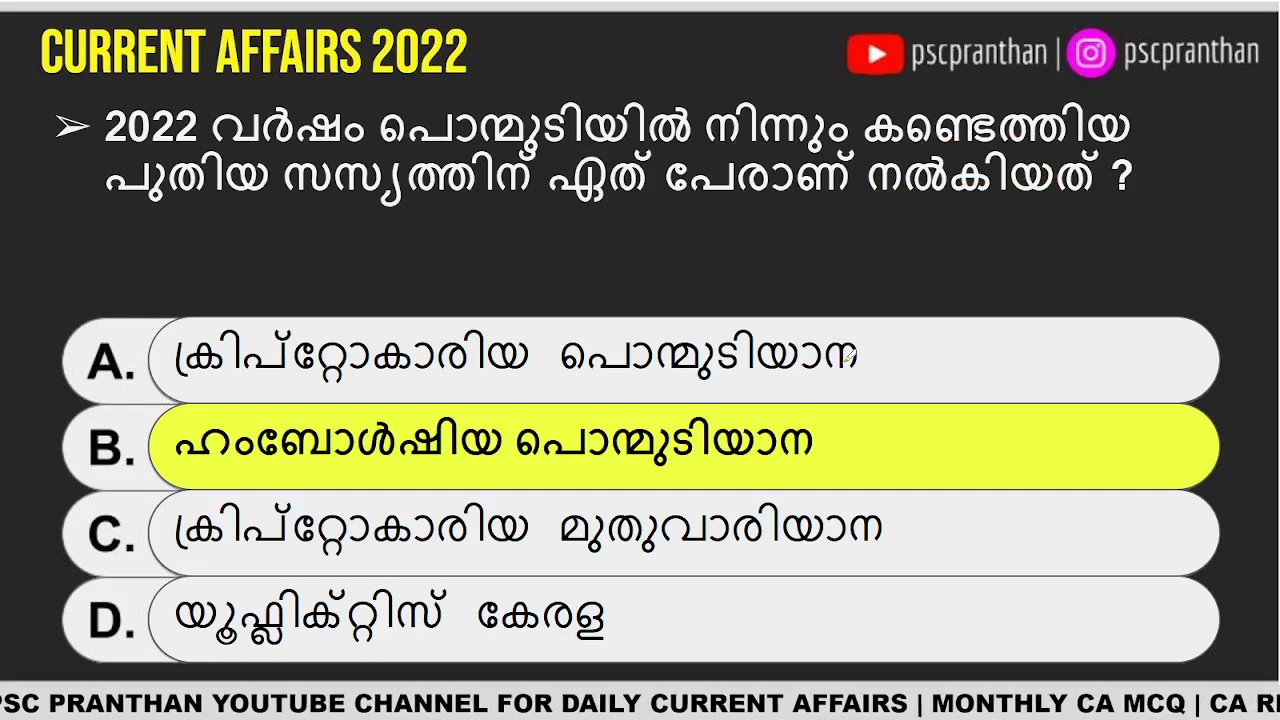 CURRENT AFFAIRS 2022
pscpranthan | pscpranthan
➢ 2022 വർഷം പൊന്മുടിയിൽ നിന്നും കണ്ടെത്തിയ
പുതിയ സസ്യത്തിന് ഏത് പേരാണ് നൽകിയത് ?
A. ക്രിപ്റ്റോകാരിയ പൊന്മുടിയാന
B. ഹംബോൾഷിയ പൊന്മുടിയാന
C. ക്രിപ്റ്റോകാരിയ മുതുവാരിയാന
D. യൂഫ്ലിക്റ്റിസ് കേരള
PSC PRANTHAN YOUTUBE CHANNEL FOR DAILY CURRENT AFFAIRS | MONTHLY CA MCQ | CA